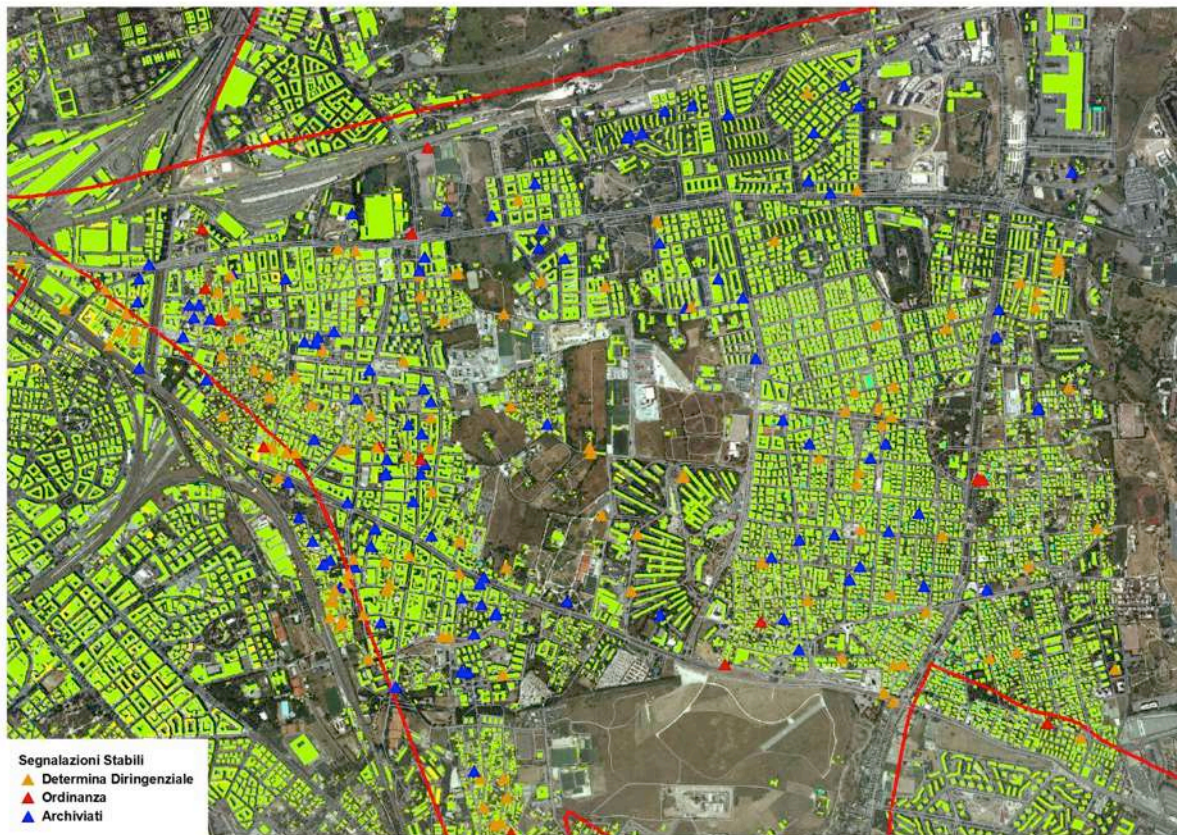 Segnalazioni Stabili
Determina Diringenziale
Ordinanza
Archiviati